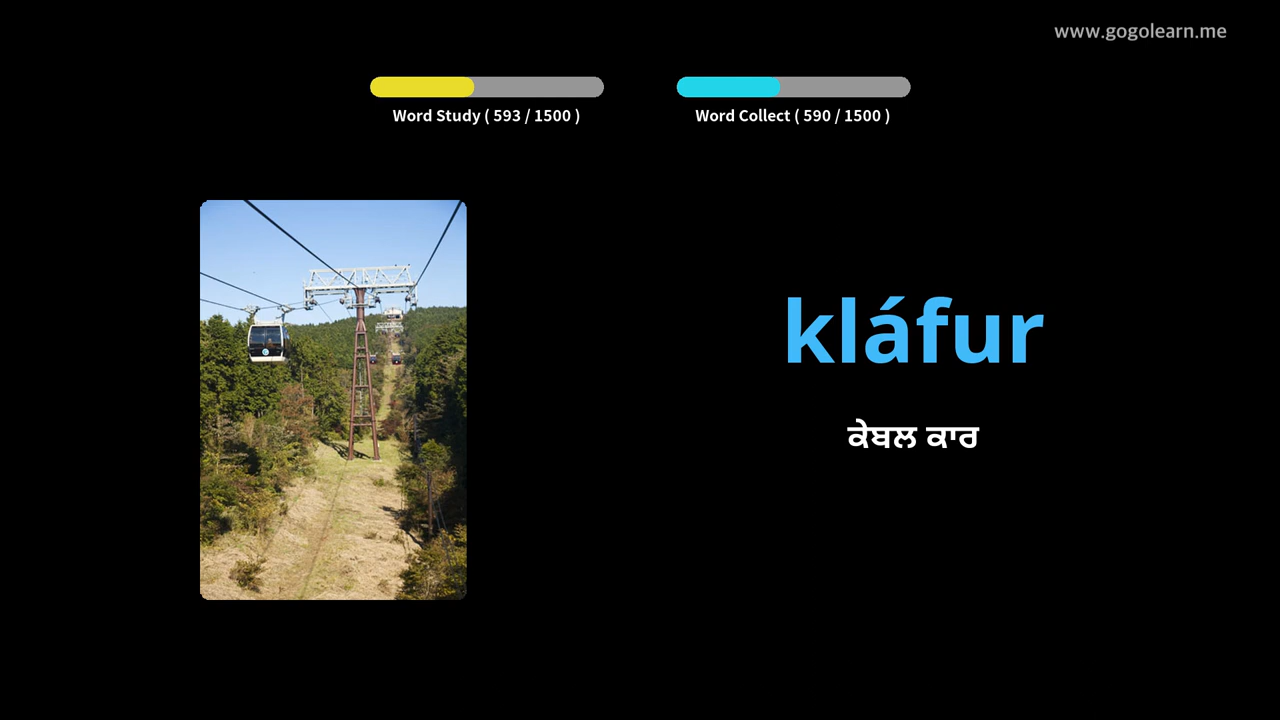 www.gogolearn.me
Word Study ( 593 / 1500 )
Word Collect ( 590 / 1500 )
kláfur
ਕੇਬਲ ਕਾਰ